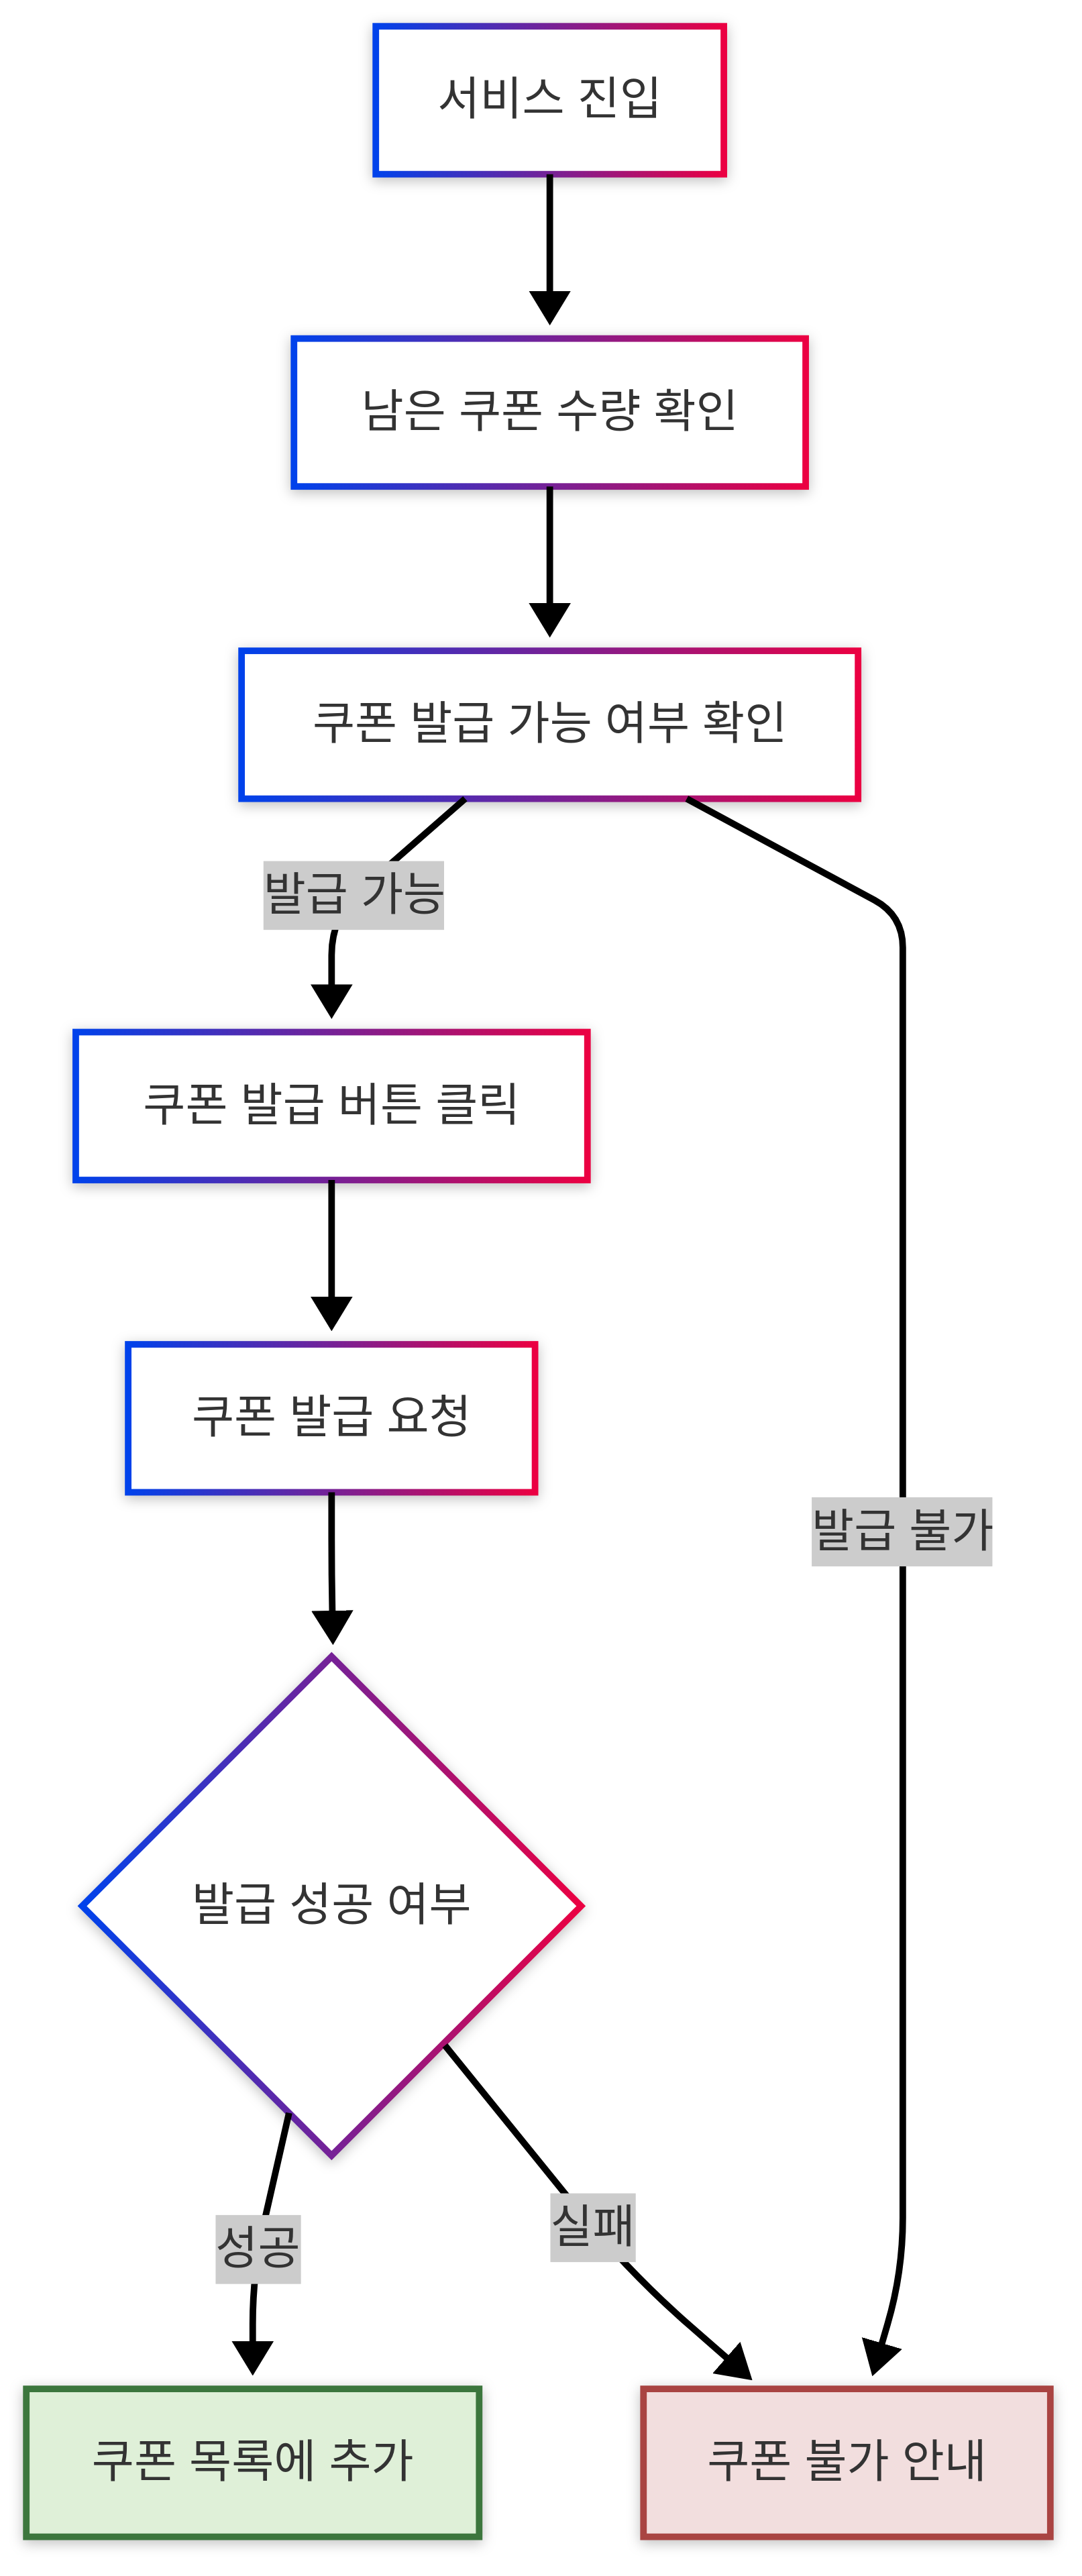 서비스 진입
남은 쿠폰 수량 확인
쿠폰 발급 가능 여부 확인
발급 가능
쿠폰 발급 버튼 클릭
쿠폰 발급 요청
발급 불가
발급 성공 여부
실패
성공
쿠폰 목록에 추가
쿠폰 불가 안내